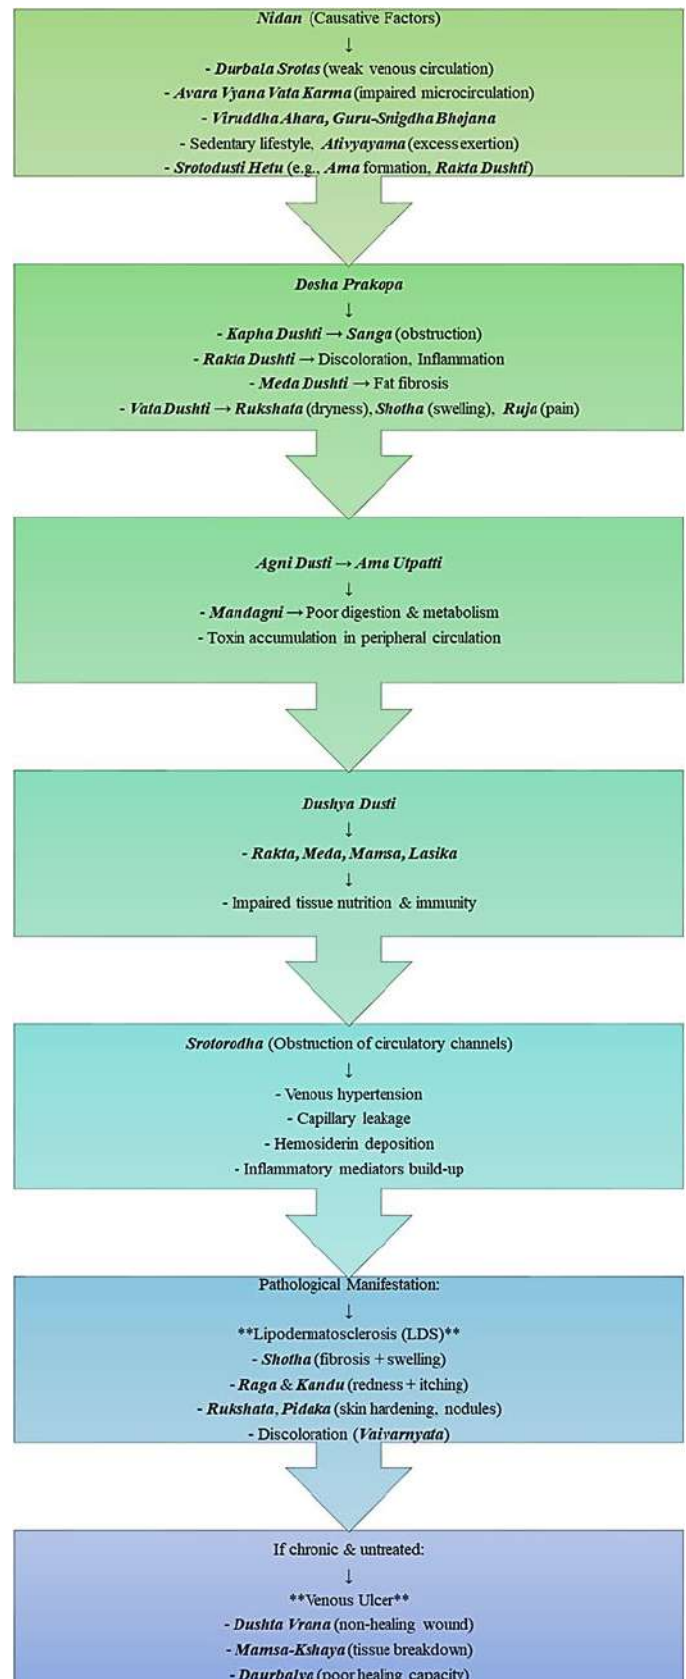 Nidan (Causative Factors)
↓
- Durbala Srotas (weak venous circulation)
- Avara Vyana Vata Karma (impaired microcirculation)
- Viruddha Ahara, Guru-Snigdha Bhojana
- Sedentary lifestyle, Ativyayama (excess exertion)
- Srotodusti Hetu (e.g., Ama formation, Rakta Dushti)
Dosha Prakopa
↓
- Kapha Dushti → Sanga (obstruction)
- Rakta Dushti → Discoloration, Inflammation
- Meda Dushti → Fat fibrosis
- Vata Dushti → Rukshata (dryness), Shotha (swelling), Ruja (pain)
Agni Dusti → Ama Utpatti
↓
- Mandagni → Poor digestion & metabolism
- Toxin accumulation in peripheral circulation
Dushya Dusti
↓
- Rakta, Meda, Mamsa, Lasika
↓
- Impaired tissue nutrition & immunity
Srotorodha (Obstruction of circulatory channels)
↓
- Venous hypertension
- Capillary leakage
- Hemosiderin deposition
- Inflammatory mediators build-up
Pathological Manifestation:
↓
**Lipodermatosclerosis (LDS)**
- Shotha (fibrosis + swelling)
- Raga & Kandu (redness + itching)
- Rukshata, Pidaka (skin hardening, nodules)
- Discoloration (Vaivarnyata)
If chronic & untreated:
↓
**Venous Ulcer**
- Dushta Vrana (non-healing wound)
- Mamsa-Kshaya (tissue breakdown)
- Daurbalya (poor healing capacity)